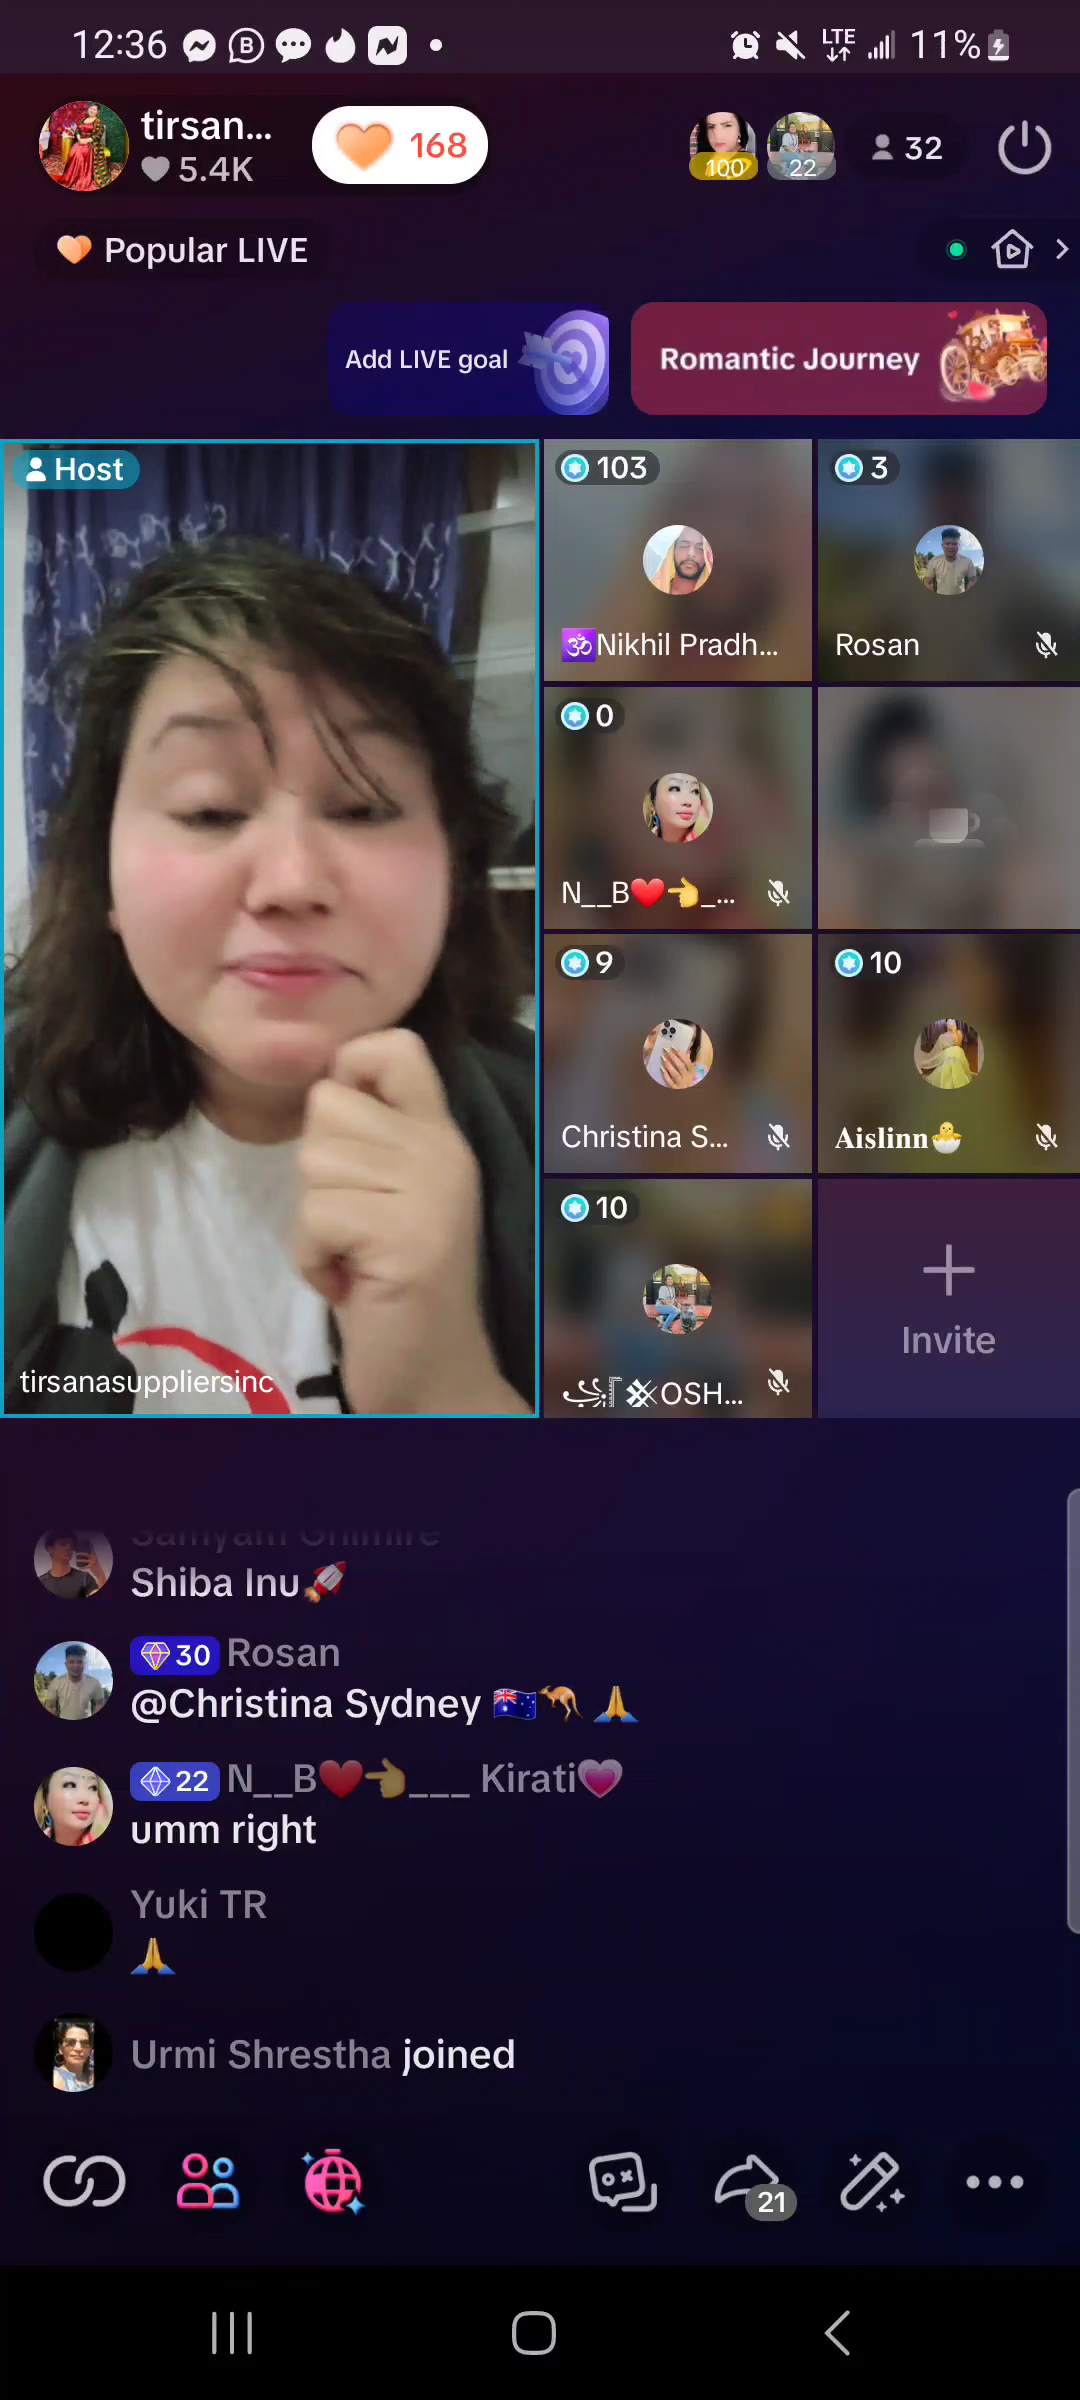 12:36
LTE
11%
tirsan...
5.4K
168
100
22
32
Popular LIVE
Add LIVE goal
Romantic Journey
Host
103
🕉Nikhil Pradh...
3
Rosan
0
N__B❤👈_...
9
Christina S...
10
𝐀𝐢𝐬𝐥𝐢𝐧𝐧🐣
10
OSH...
Invite
tirsanasuppliersinc
Shiba Inu🚀
30 Rosan
@Christina Sydney 🇦🇺🦘 🙏
22 N__B❤👈___ Kirati💗
umm right
Yuki TR
🙏
Urmi Shrestha joined
21